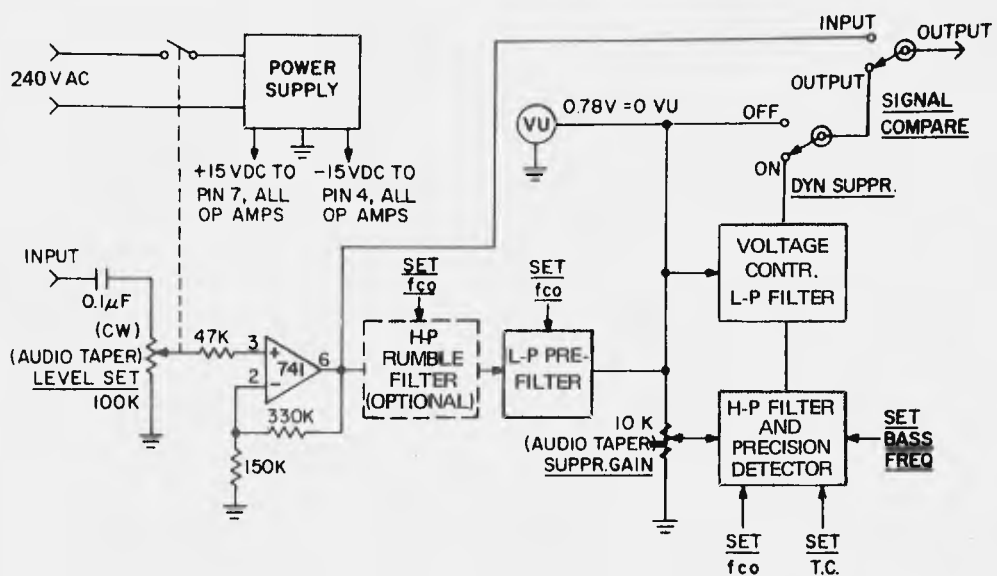 INPUT
OUTPUT
240 V AC
POWER
SUPPLY
OUTPUT
VU
0.78V = 0 VU
OFF
SIGNAL
COMPARE
+15 VDC TO
PIN 7, ALL
OP AMPS
-15 VDC TO
PIN 4, ALL
OP AMPS
ON
DYN SUPPR.
INPUT
0.1µF
(CW)
(AUDIO TAPER)
LEVEL SET
100K
47K
3
+
741
6
2
-
330K
150K
SET
fco
H-P
RUMBLE
FILTER
(OPTIONAL)
SET
fco
L-P PRE-
FILTER
VOLTAGE
CONTR.
L-P FILTER
10 K
(AUDIO TAPER)
SUPPR.GAIN
H-P FILTER
AND
PRECISION
DETECTOR
SET
BASS
FREQ
SET
fco
SET
T.C.